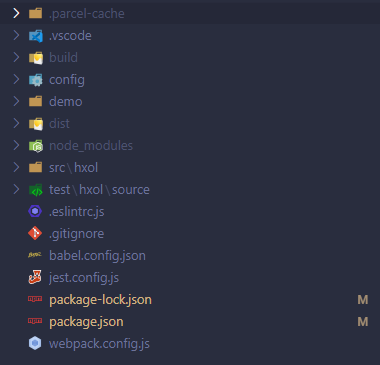 .parcel-cache
.vscode
build
config
demo
dist
node_modules
src\hxol
test\hxol\source
.eslintrc.js
.gitignore
babel.config.json
jest.config.js
package-lock.json M
package.json M
webpack.config.js